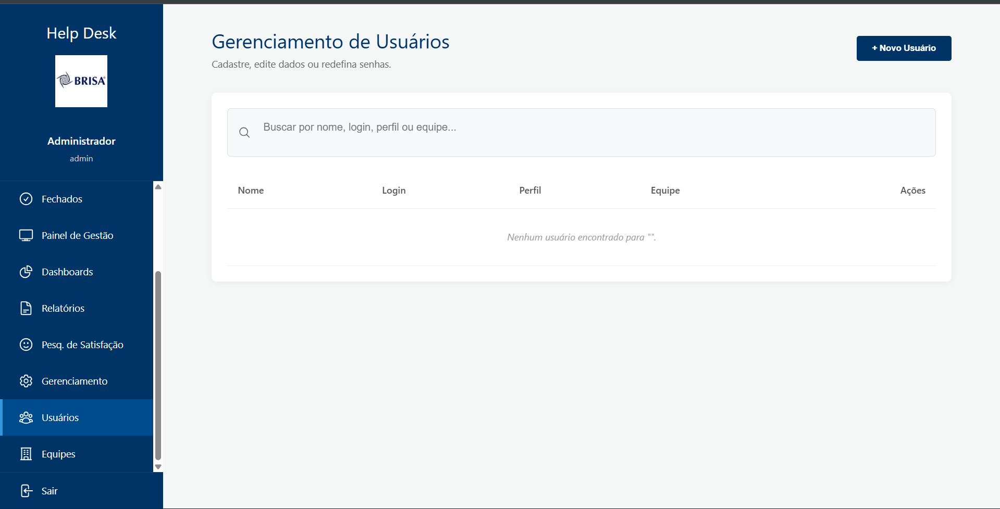 Help Desk
BRISA®
Administrador
admin
Fechados
Painel de Gestão
Dashboards
Relatórios
Pesq. de Satisfação
Gerenciamento
Usuários
Equipes
Sair
Gerenciamento de Usuários
Cadastre, edite dados ou redefina senhas.
+ Novo Usuário
Buscar por nome, login, perfil ou equipe...
Nome Login Perfil Equipe Ações
Nenhum usuário encontrado para "".